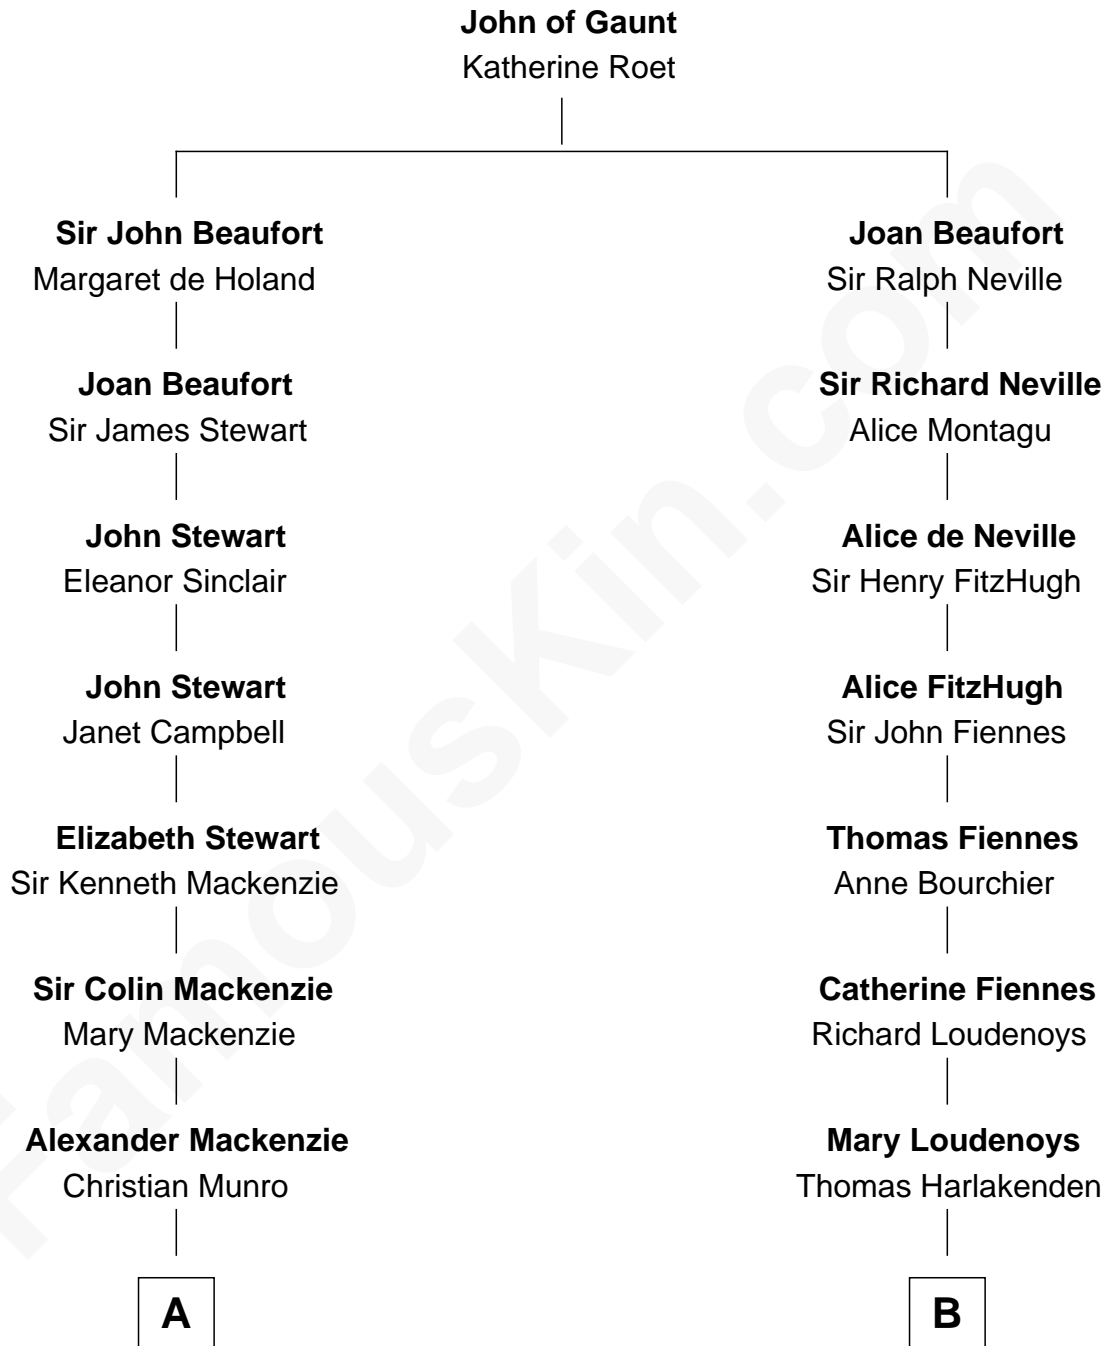 John of Gaunt
Katherine Roet
Sir John Beaufort
Margaret de Holand
Joan Beaufort
Sir James Stewart
John Stewart
Eleanor Sinclair
John Stewart
Janet Campbell
Elizabeth Stewart
Sir Kenneth Mackenzie
Sir Colin Mackenzie
Mary Mackenzie
Alexander Mackenzie
Christian Munro
A
Joan Beaufort
Sir Ralph Neville
Sir Richard Neville
Alice Montagu
Alice de Neville
Sir Henry FitzHugh
Alice FitzHugh
Sir John Fiennes
Thomas Fiennes
Anne Bourchier
Catherine Fiennes
Richard Loudenoys
Mary Loudenoys
Thomas Harlakenden
B
FamousKin.com